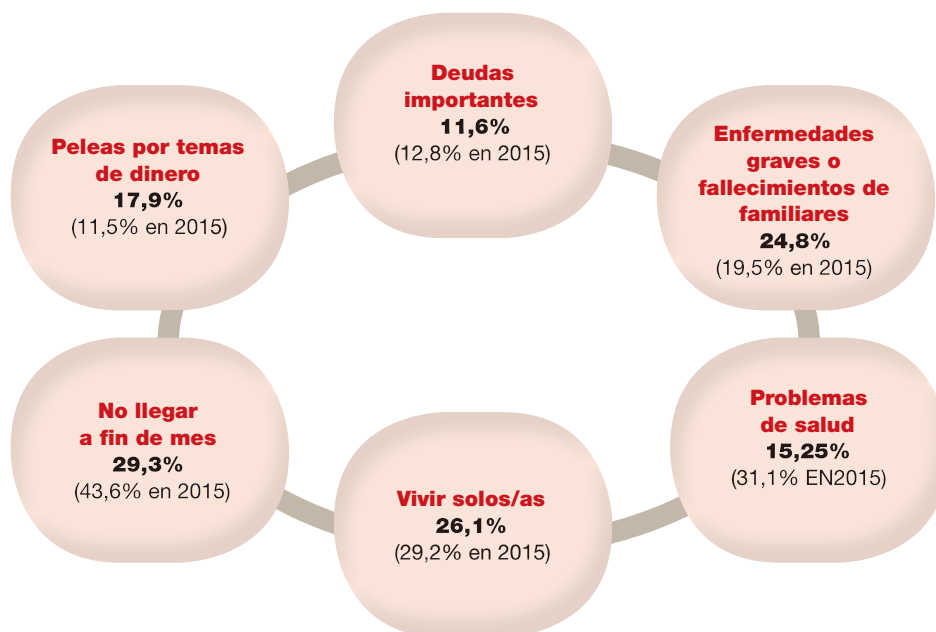 Deudas
importantes
11,6%
(12,8% en 2015)
Enfermedades
graves o
fallecimientos de
familiares
24,8%
(19,5% en 2015)
Problemas
de salud
15,25%
(31,1% EN2015)
Vivir solos/as
26,1%
(29,2% en 2015)
No llegar
a fin de mes
29,3%
(43,6% en 2015)
Peleas por temas
de dinero
17,9%
(11,5% en 2015)